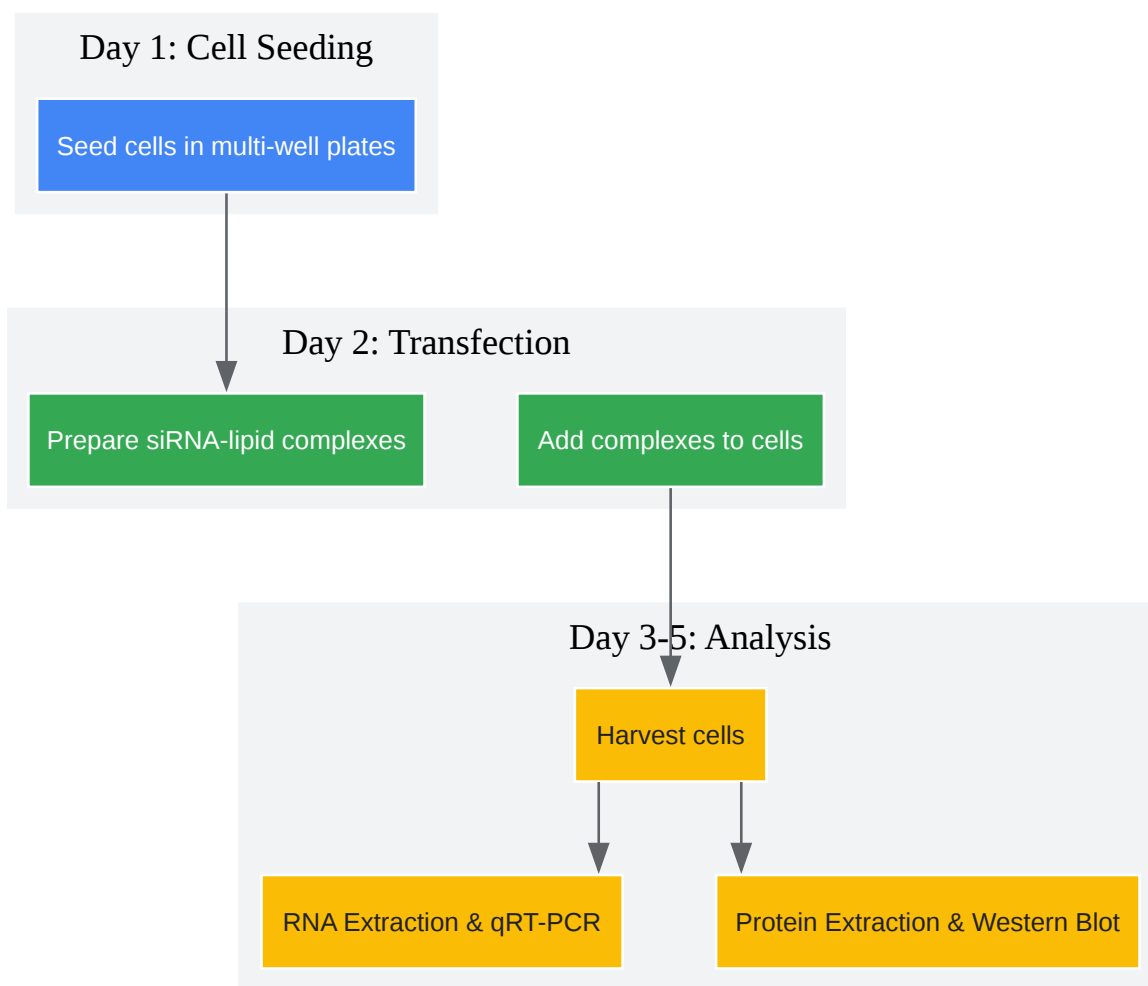 Day 1: Cell Seeding
Seed cells in multi-well plates
Day 2: Transfection
Prepare siRNA-lipid complexes
Add complexes to cells
Day 3-5: Analysis
Harvest cells
RNA Extraction & qRT-PCR
Protein Extraction & Western Blot